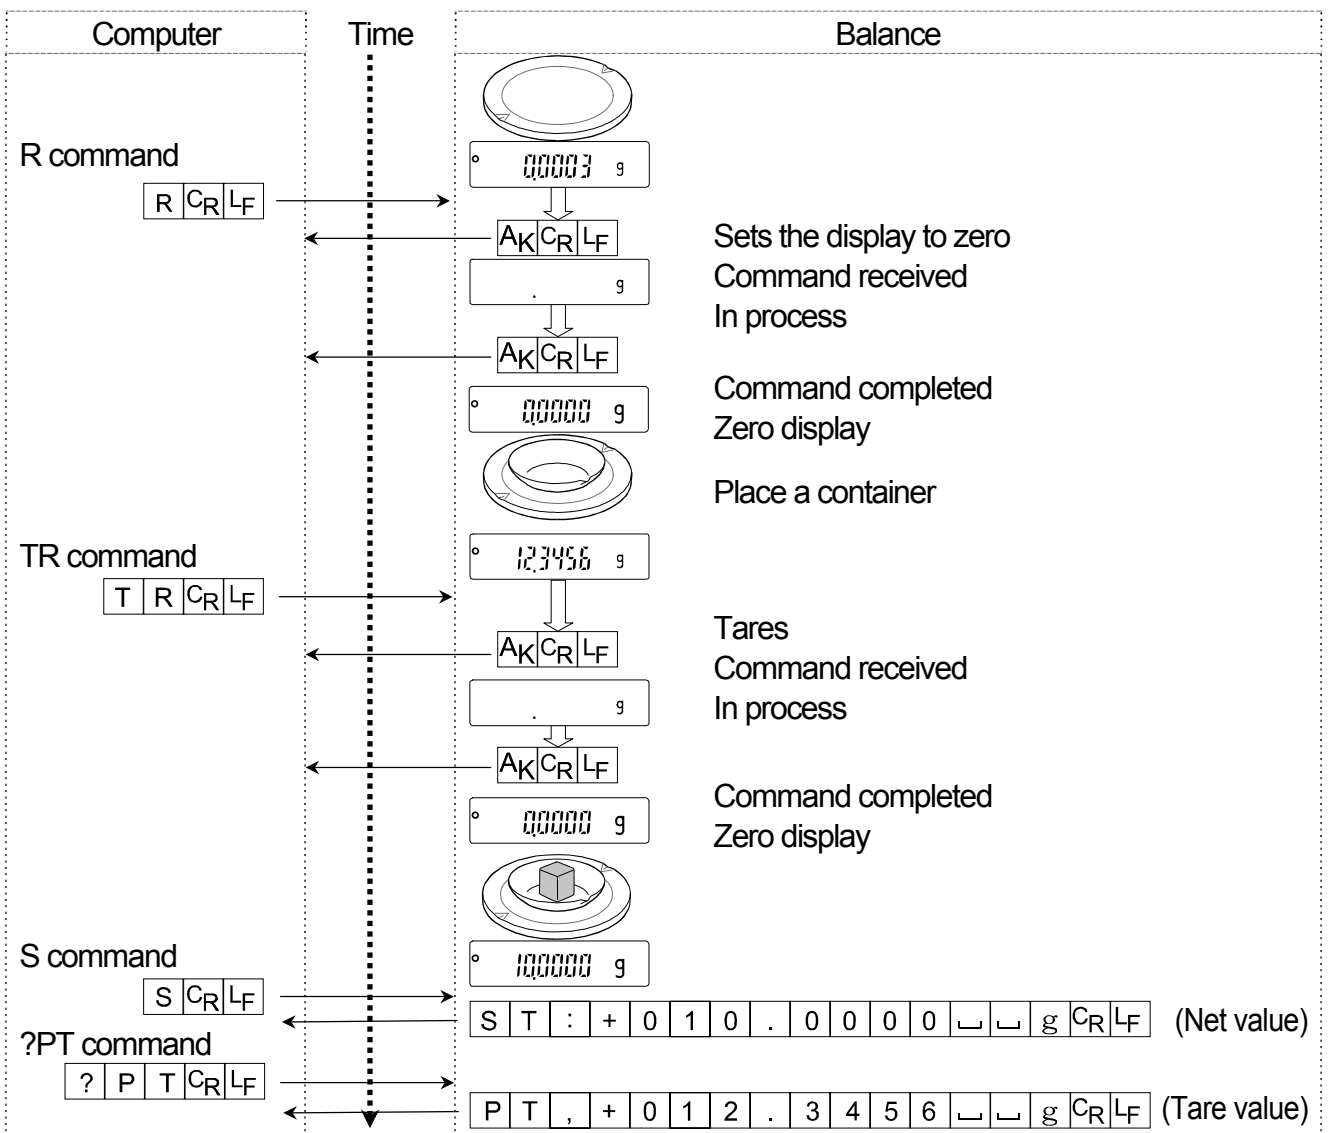 Computer Time Balance
R command
0.0003 g
R CR LF
AK CR LF
Sets the display to zero
. g
Command received
In process
AK CR LF
Command completed
0.0000 g
Zero display
Place a container
TR command
12.3456 g
T R CR LF
Tares
AK CR LF
Command received
. g
In process
AK CR LF
Command completed
0.0000 g
Zero display
S command
10.0000 g
S CR LF
S T : + 0 1 0 . 0 0 0 0 ␣ ␣ g CR LF (Net value)
?PT command
? P T CR LF
P T , + 0 1 2 . 3 4 5 6 ␣ ␣ g CR LF (Tare value)